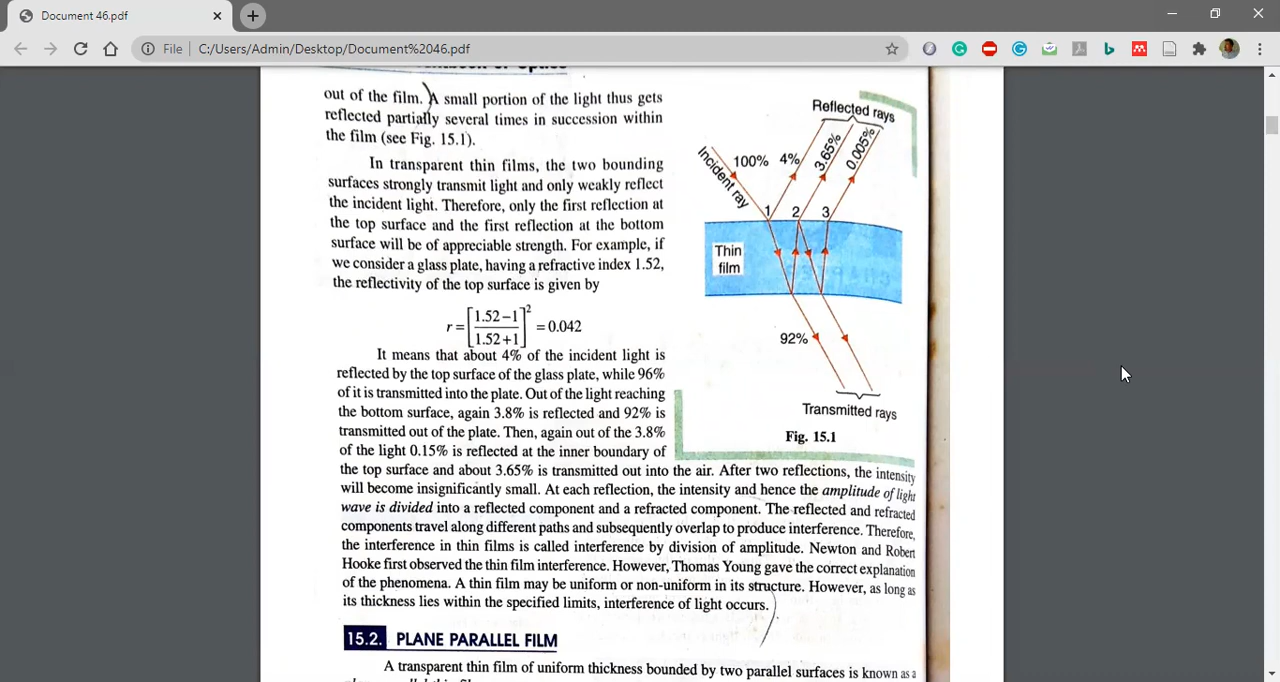 Document 46.pdf
File
C:/Users/Admin/Desktop/Document%2046.pdf
out of the film. A small portion of the light thus gets
reflected partially several times in succession within
the film (see Fig. 15.1).
In transparent thin films, the two bounding
surfaces strongly transmit light and only weakly reflect
the incident light. Therefore, only the first reflection at
the top surface and the first reflection at the bottom
surface will be of appreciable strength. For example, if
we consider a glass plate, having a refractive index 1.52,
the reflectivity of the top surface is given by
r = [1.52–1 / 1.52+1]² = 0.042
It means that about 4% of the incident light is
reflected by the top surface of the glass plate, while 96%
of it is transmitted into the plate. Out of the light reaching
the bottom surface, again 3.8% is reflected and 92% is
transmitted out of the plate. Then, again out of the 3.8%
of the light 0.15% is reflected at the inner boundary of
the top surface and about 3.65% is transmitted out into the air. After two reflections, the intensity
will become insignificantly small. At each reflection, the intensity and hence the amplitude of light
wave is divided into a reflected component and a refracted component. The reflected and refracted
components travel along different paths and subsequently overlap to produce interference. Therefore,
the interference in thin films is called interference by division of amplitude. Newton and Robert
Hooke first observed the thin film interference. However, Thomas Young gave the correct explanation
of the phenomena. A thin film may be uniform or non-uniform in its structure. However, as long as
its thickness lies within the specified limits, interference of light occurs.
Reflected rays
Incident ray
100%
4%
3.65%
0.005%
1
2
3
Thin
film
92%
Transmitted rays
Fig. 15.1
15.2. PLANE PARALLEL FILM
A transparent thin film of uniform thickness bounded by two parallel surfaces is known as a